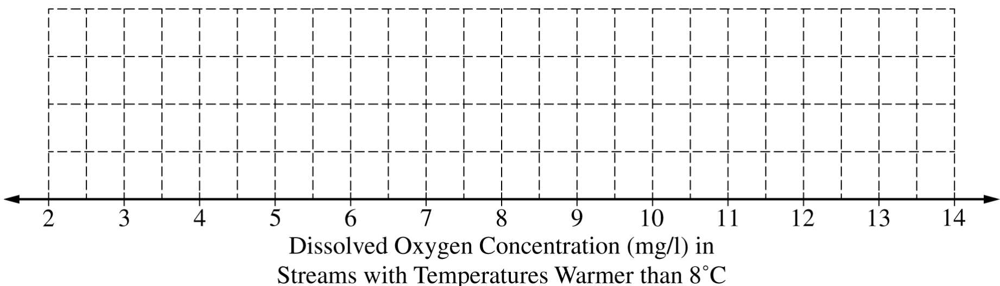 2 3 4 5 6 7 8 9 10 11 12 13 14
Dissolved Oxygen Concentration (mg/l) in
Streams with Temperatures Warmer than 8˚C